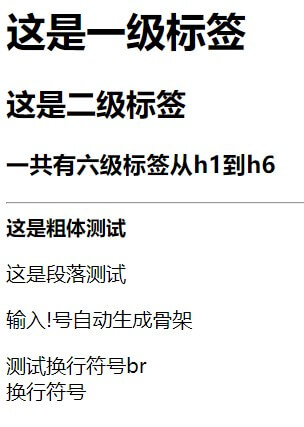 这是一级标签
这是二级标签
一共有六级标签从h1到h6
这是粗体测试
这是段落测试
输入!号自动生成骨架
测试换行符号br
换行符号